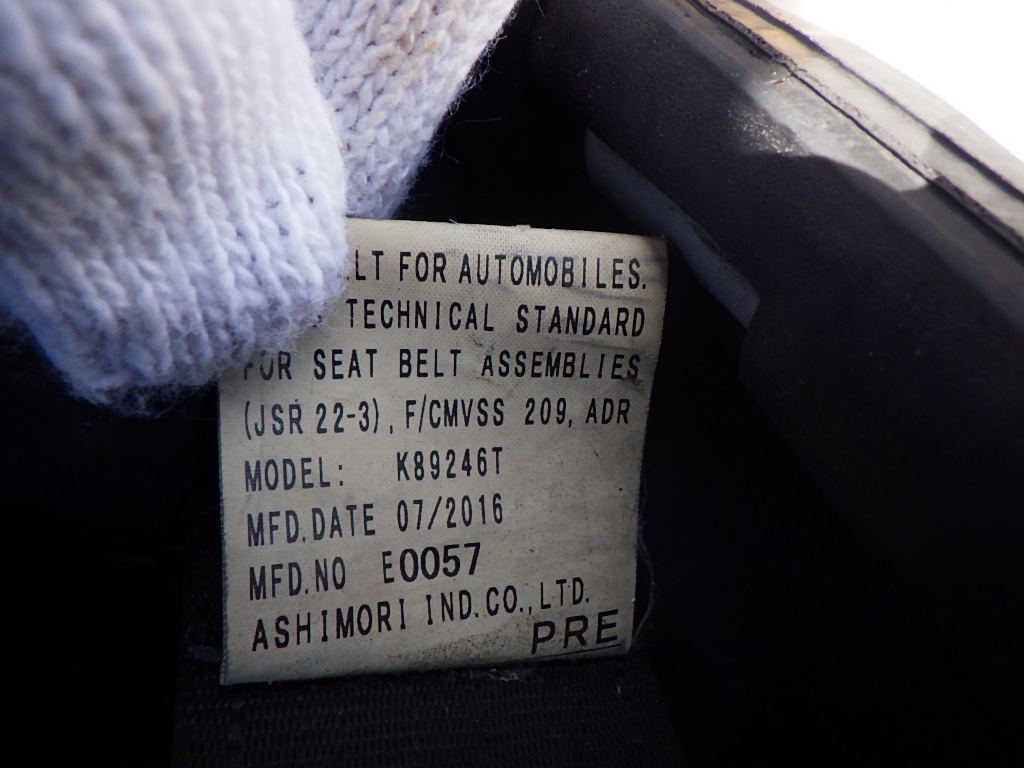 LT FOR AUTOMOBILES.
TECHNICAL STANDARD
FOR SEAT BELT ASSEMBLIES
(JSR 22-3), F/CMVSS 209, ADR
MODEL: K89246T
MFD.DATE 07/2016
MFD.NO E0057
ASHIMORI IND.CO.,LTD.
PRE